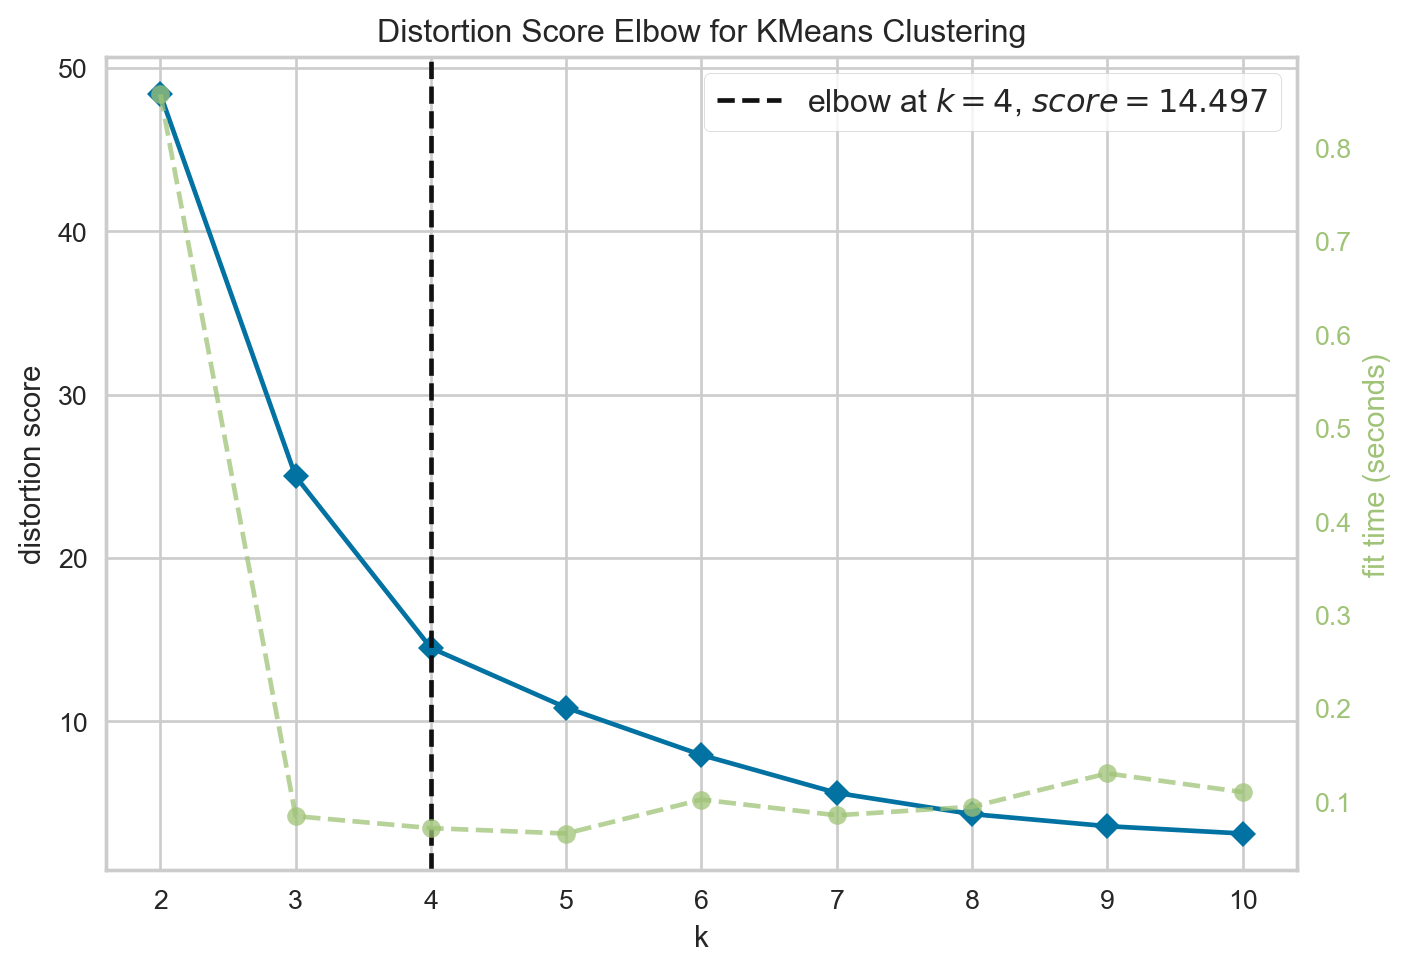 Distortion Score Elbow for KMeans Clustering
elbow at k = 4, score = 14.497
distortion score
50
40
30
20
10
fit time (seconds)
0.8
0.7
0.6
0.5
0.4
0.3
0.2
0.1
2 3 4 5 6 7 8 9 10
k